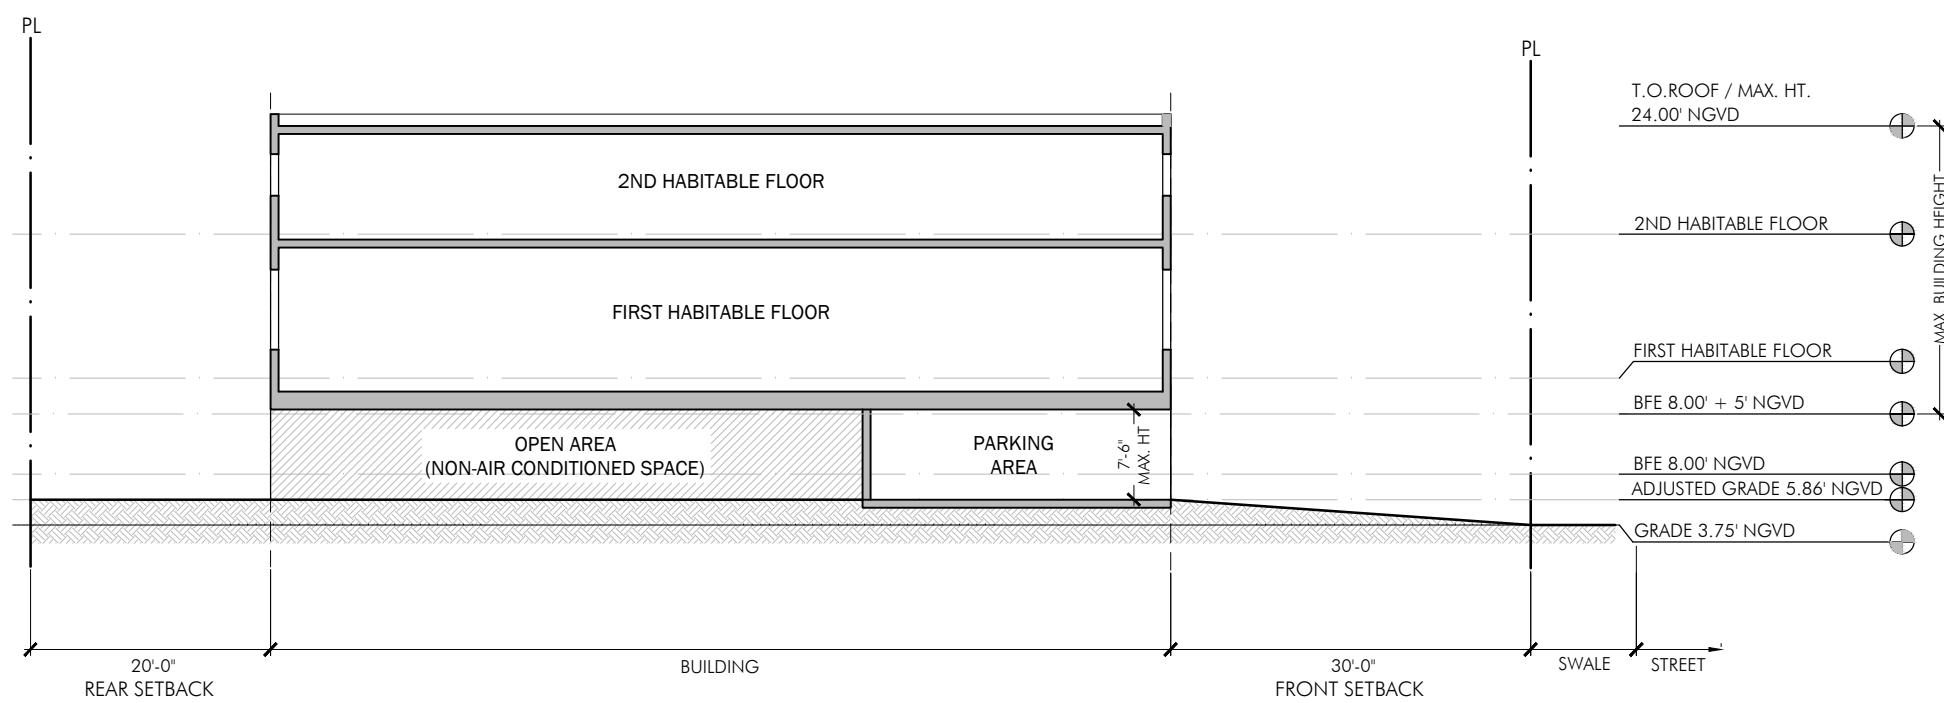 PL
PL
T.O.ROOF / MAX. HT.
24.00' NGVD
2ND HABITABLE FLOOR
2ND HABITABLE FLOOR
MAX. BUILDING HEIGHT
FIRST HABITABLE FLOOR
FIRST HABITABLE FLOOR
BFE 8.00' + 5' NGVD
OPEN AREA
(NON-AIR CONDITIONED SPACE)
PARKING
AREA
7'-6"
MAX. HT
BFE 8.00' NGVD
ADJUSTED GRADE 5.86' NGVD
GRADE 3.75' NGVD
20'-0"
REAR SETBACK
BUILDING
30'-0"
FRONT SETBACK
SWALE
STREET